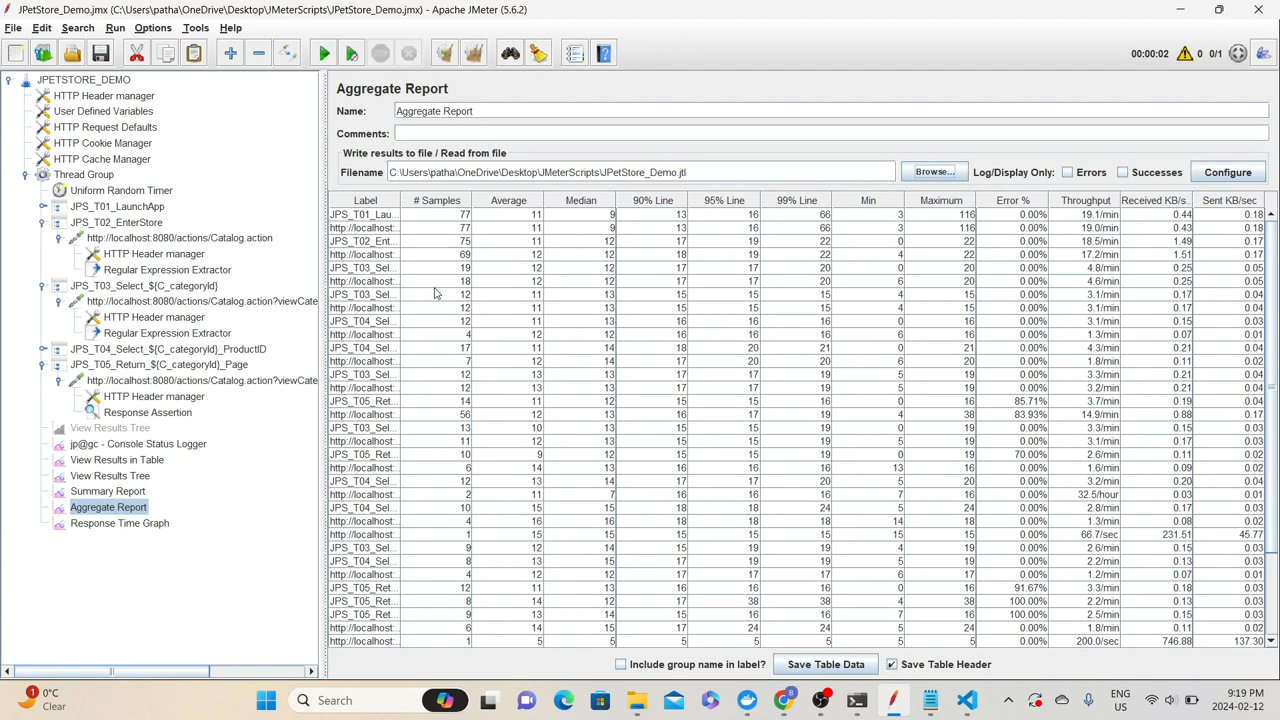 JPetStore_Demo.jmx (C:\Users\patha\OneDrive\Desktop\JMeterScripts\JPetStore_Demo.jmx) - Apache JMeter (5.6.2)
File Edit Search Run Options Tools Help
00:00:02 0 0/1
JPETSTORE_DEMO
HTTP Header manager
User Defined Variables
HTTP Request Defaults
HTTP Cookie Manager
HTTP Cache Manager
Thread Group
Uniform Random Timer
JPS_T01_LaunchApp
JPS_T02_EnterStore
http://localhost:8080/actions/Catalog.action
HTTP Header manager
Regular Expression Extractor
JPS_T03_Select_${C_categoryId}
http://localhost:8080/actions/Catalog.action?viewCate
HTTP Header manager
Regular Expression Extractor
JPS_T04_Select_${C_categoryId}_ProductID
JPS_T05_Return_${C_categoryId}_Page
http://localhost:8080/actions/Catalog.action?viewCate
HTTP Header manager
Response Assertion
View Results Tree
jp@gc - Console Status Logger
View Results in Table
View Results Tree
Summary Report
Aggregate Report
Response Time Graph
Aggregate Report
Name: Aggregate Report
Comments:
Write results to file / Read from file
Filename C:\Users\patha\OneDrive\Desktop\JMeterScripts\JPetStore_Demo.jtl Browse... Log/Display Only: Errors Successes Configure
Label # Samples Average Median 90% Line 95% Line 99% Line Min Maximum Error % Throughput Received KB/s... Sent KB/sec
JPS_T01_Lau... 77 11 9 13 16 66 3 116 0.00% 19.1/min 0.44 0.18
http://localhost:... 77 11 9 13 16 66 3 116 0.00% 19.0/min 0.43 0.18
JPS_T02_Ent... 75 11 12 17 19 22 0 22 0.00% 18.5/min 1.49 0.17
http://localhost:... 69 12 12 18 19 22 4 22 0.00% 17.2/min 1.51 0.17
JPS_T03_Sel... 19 12 12 17 17 20 0 20 0.00% 4.8/min 0.25 0.05
http://localhost:... 18 12 12 17 17 20 6 20 0.00% 4.6/min 0.25 0.05
JPS_T03_Sel... 12 11 13 15 15 15 4 15 0.00% 3.1/min 0.17 0.04
http://localhost:... 12 11 13 15 15 15 4 15 0.00% 3.1/min 0.17 0.04
JPS_T04_Sel... 12 11 13 16 16 16 0 16 0.00% 3.1/min 0.15 0.03
http://localhost:... 4 12 12 16 16 16 6 16 0.00% 1.3/min 0.07 0.01
JPS_T04_Sel... 17 11 14 18 20 21 0 21 0.00% 4.3/min 0.21 0.04
http://localhost:... 7 12 14 17 20 20 6 20 0.00% 1.8/min 0.11 0.02
JPS_T03_Sel... 12 13 13 17 17 19 5 19 0.00% 3.3/min 0.21 0.04
http://localhost:... 12 13 13 17 17 19 5 19 0.00% 3.2/min 0.21 0.04
JPS_T05_Ret... 14 11 12 15 16 16 0 16 85.71% 3.7/min 0.19 0.04
http://localhost:... 56 12 13 16 17 19 4 38 83.93% 14.9/min 0.88 0.17
JPS_T03_Sel... 13 10 13 15 15 19 0 19 0.00% 3.3/min 0.15 0.03
http://localhost:... 11 12 13 15 15 19 5 19 0.00% 3.1/min 0.17 0.03
JPS_T05_Ret... 10 9 12 15 15 19 0 19 70.00% 2.6/min 0.11 0.02
http://localhost:... 6 14 13 16 16 16 13 16 0.00% 1.6/min 0.09 0.02
JPS_T04_Sel... 12 13 14 17 17 20 5 20 0.00% 3.2/min 0.20 0.04
http://localhost:... 2 11 7 16 16 16 7 16 0.00% 32.5/hour 0.03 0.01
JPS_T04_Sel... 10 15 15 18 18 24 5 24 0.00% 2.8/min 0.17 0.03
http://localhost:... 4 16 16 18 18 18 14 18 0.00% 1.3/min 0.08 0.02
http://localhost:... 1 15 15 15 15 15 15 15 0.00% 66.7/sec 231.51 45.77
JPS_T03_Sel... 9 12 14 15 19 19 4 19 0.00% 2.6/min 0.15 0.03
JPS_T04_Sel... 8 13 15 17 19 19 5 19 0.00% 2.2/min 0.13 0.03
http://localhost:... 4 12 12 17 17 17 6 17 0.00% 1.2/min 0.07 0.01
JPS_T05_Ret... 12 11 13 15 15 16 0 16 91.67% 3.3/min 0.18 0.03
JPS_T05_Ret... 8 14 12 17 38 38 4 38 100.00% 2.2/min 0.13 0.03
JPS_T05_Ret... 9 13 14 15 16 16 7 16 100.00% 2.5/min 0.15 0.03
http://localhost:... 6 14 15 17 24 24 5 24 0.00% 1.8/min 0.11 0.02
http://localhost:... 1 5 5 5 5 5 5 5 0.00% 200.0/sec 746.88 137.30
Include group name in label? Save Table Data Save Table Header
1 0°C
Clear
Search
ENG
US
9:19 PM
2024-02-12